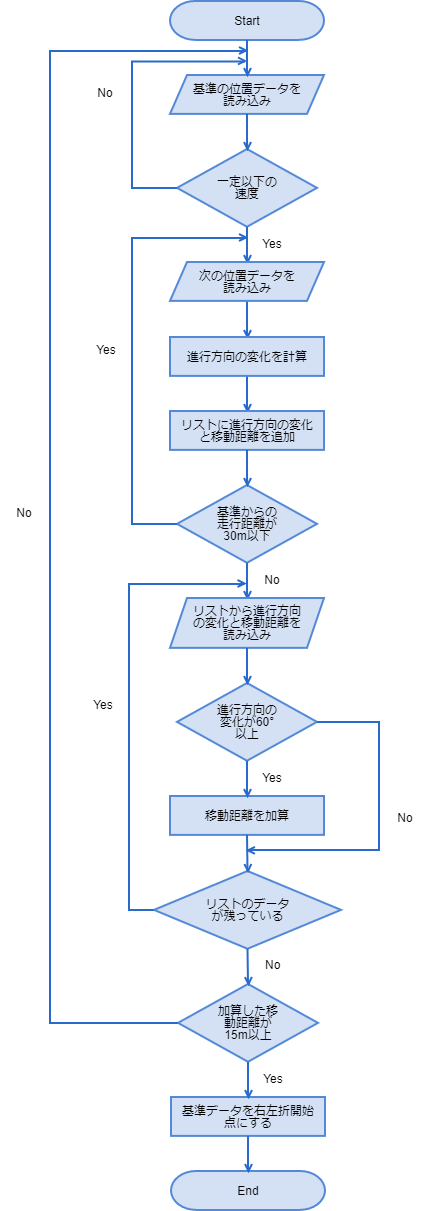 Start
基準の位置データを
読み込み
No
一定以下の
速度
Yes
次の位置データを
読み込み
Yes
進行方向の変化を計算
リストに進行方向の変化
と移動距離を追加
No
基準からの
走行距離が
30m以下
No
リストから進行方向
の変化と移動距離を
読み込み
Yes
進行方向の
変化が60°
以上
Yes
移動距離を加算
No
リストのデータ
が残っている
No
加算した移
動距離が
15m以上
Yes
基準データを右左折開始
点にする
End